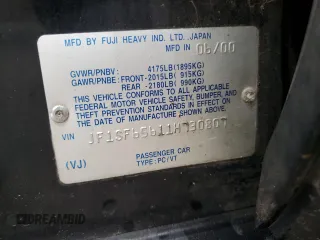 MFD BY FUJI HEAVY IND. LTD. JAPAN
MFD IN 06/00
GVWR/PNBV: 4175LB(1895KG)
GAWR/PNBE: FRONT-2015LB( 915KG)
REAR -2180LB( 990KG)
THIS VEHICLE CONFORMS TO ALL APPLICABLE
FEDERAL MOTOR VEHICLE SAFETY, BUMPER, AND
THEFT PREVENTION STANDARDS IN EFFECT ON THE
DATE OF MANUFACTURE SHOWN ABOVE.
VIN
(VJ)
PASSENGER CAR
TYPE: PC/VT
AUTOBIDMASTER